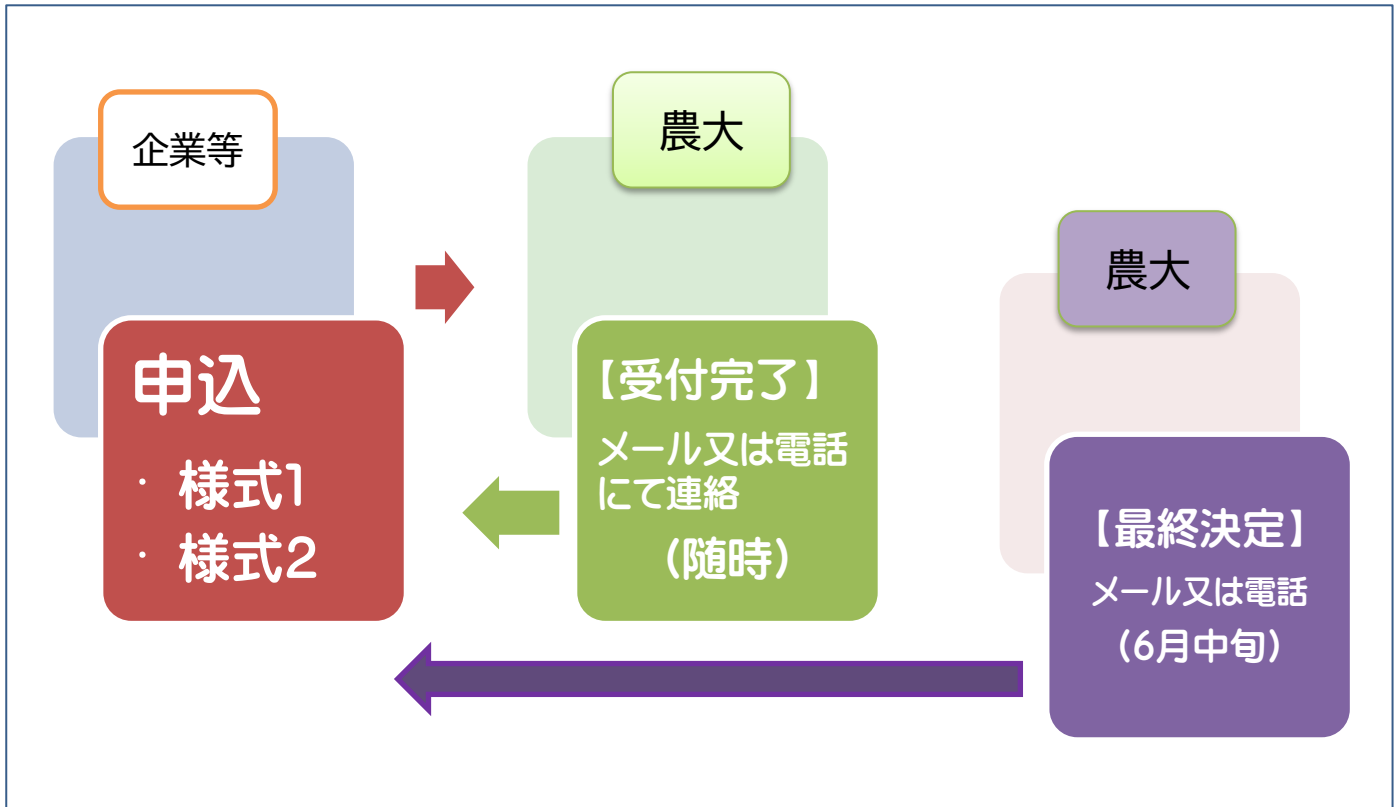 企業等
申込
・ 様式1
・ 様式2
農大
【受付完了】
メール又は電話
にて連絡
（随時）
農大
【最終決定】
メール又は電話
（6月中旬）